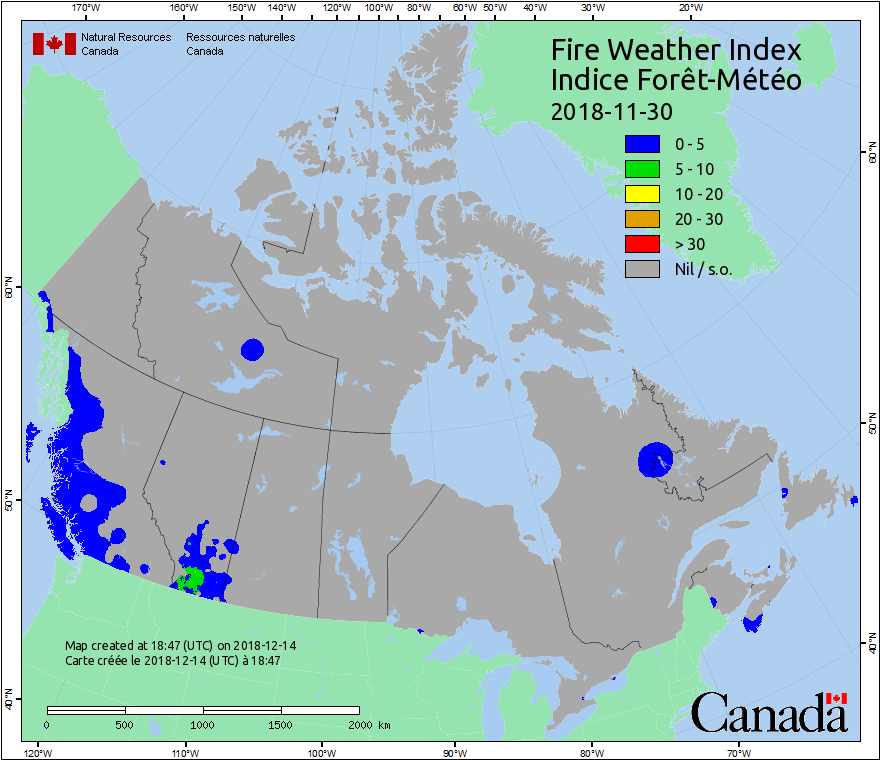 170°W 160°W 150°W 140°W 130°W 120°W 110°W 100°W 90°W 80°W 70°W 60°W 50°W 40°W 30°W 20°W
Natural Resources Canada
Ressources naturelles Canada
Fire Weather Index
Indice Forêt-Météo
2018-11-30
0 - 5
5 - 10
10 - 20
20 - 30
> 30
Nil / s.o.
60°N
60°N
50°N
50°N
40°N
40°N
Map created at 18:47 (UTC) on 2018-12-14
Carte créée le 2018-12-14 (UTC) à 18:47
0 500 1000 1500 2000 km
Canada
120°W 110°W 100°W 90°W 80°W 70°W